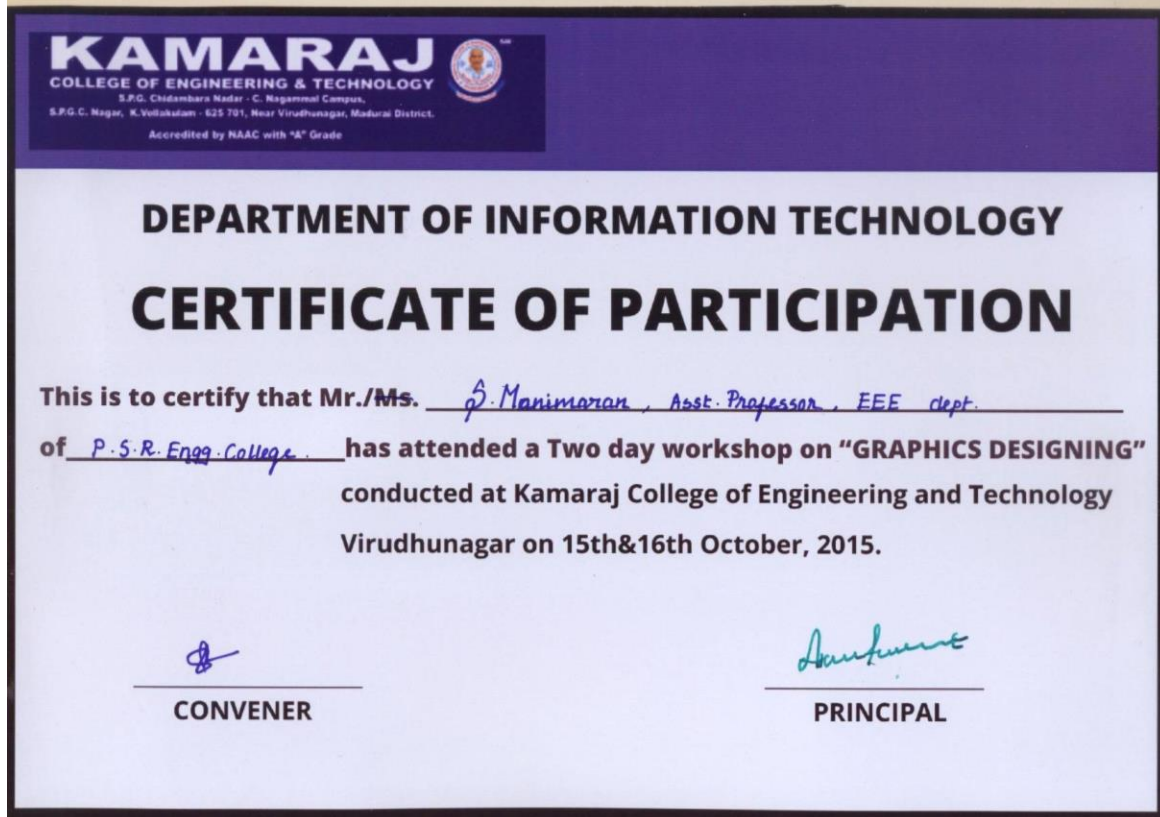 KAMARAJ
COLLEGE OF ENGINEERING & TECHNOLOGY
S.P.G. Chidambara Nadar - C. Nagammal Campus,
S.P.G.C. Nagar, K.Vellakulam - 625 701, Near Virudhunagar, Madurai District.
Accredited by NAAC with "A" Grade
DEPARTMENT OF INFORMATION TECHNOLOGY
CERTIFICATE OF PARTICIPATION
This is to certify that Mr./Ms. S. Manimaran, Asst. Professor, EEE dept.
of P.S.R. Engg. College. has attended a Two day workshop on “GRAPHICS DESIGNING”
conducted at Kamaraj College of Engineering and Technology
Virudhunagar on 15th&16th October, 2015.
CONVENER PRINCIPAL